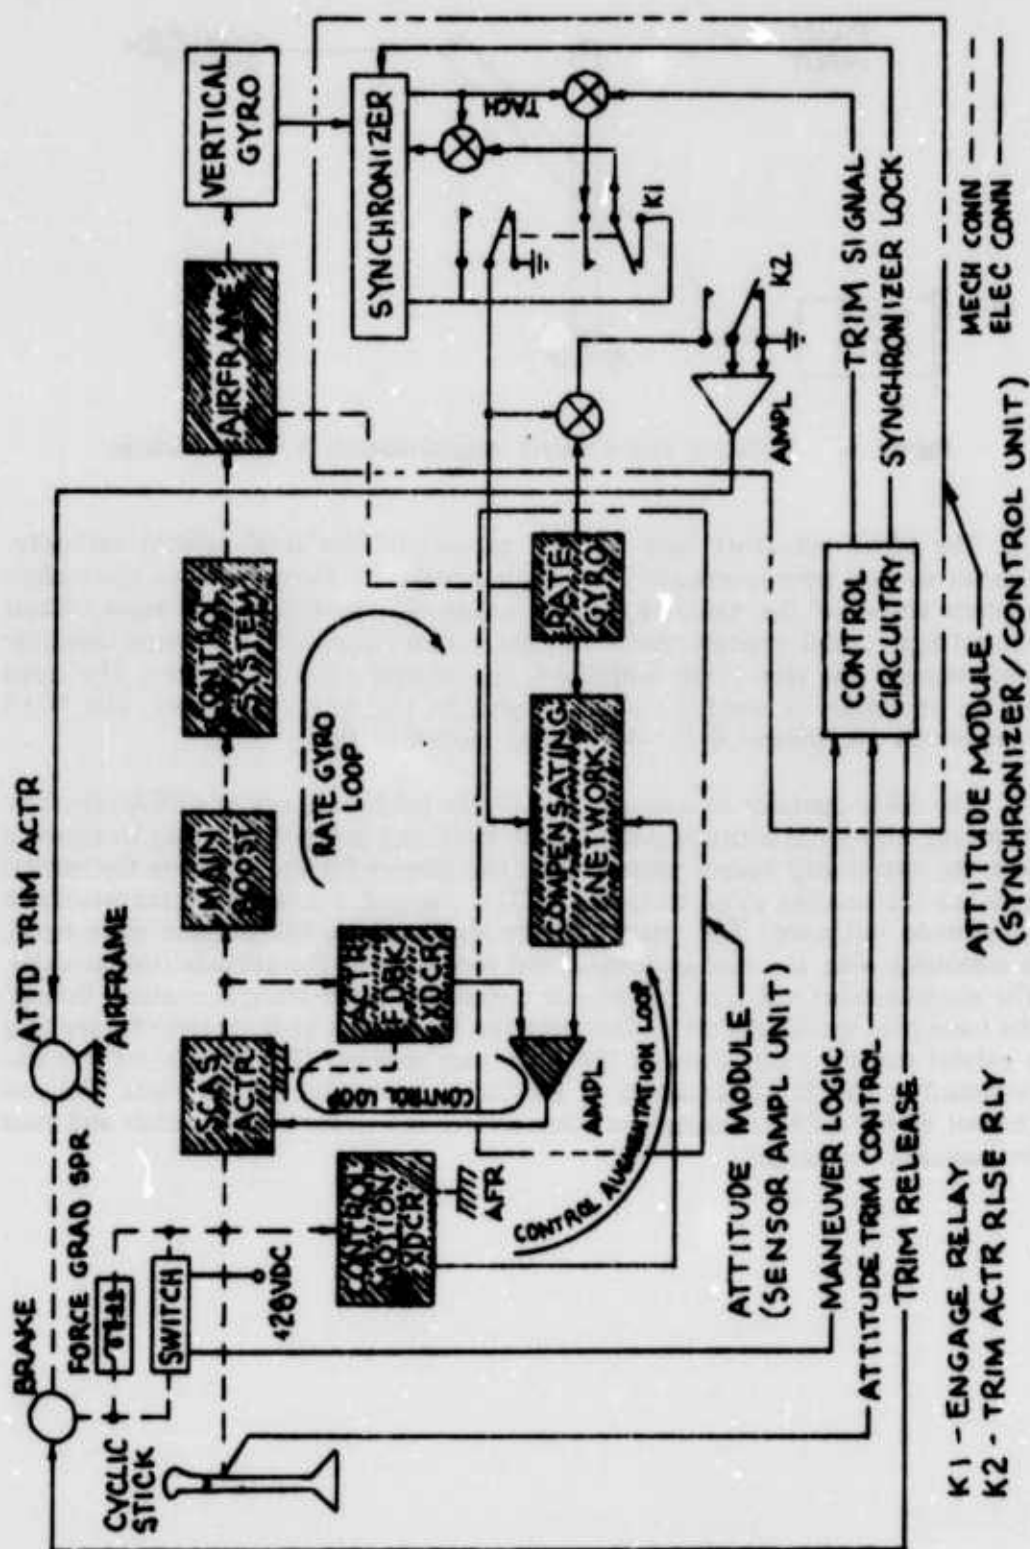 BRAKE
ATTD TRIM ACTR
FORCE GRAD SPR
AIRFRAME
CYCLIC
STICK
SWITCH
+28VDC
SCAS
ACTR
MAIN
BOOST
CONTROL
SYSTEM
AIRFRAME
VERTICAL
GYRO
CONTROL
MOTION
XDCR
AFR
ACTR
FDBK
XDCR
CONTROL LOOP
RATE GYRO
LOOP
SYNCHRONIZER
TACH
K1
AMPL
CONTROL AUGMENTATION LOOP
COMPENSATING
NETWORK
RATE
GYRO
K2
AMPL
ATTITUDE MODULE
(SENSOR AMPL UNIT)
MANEUVER LOGIC
ATTITUDE TRIM CONTROL
TRIM RELEASE
CONTROL
CIRCUITRY
TRIM SIGNAL
SYNCHRONIZER LOCK
K1 - ENGAGE RELAY
K2 - TRIM ACTR RLSE RLY
ATTITUDE MODULE
(SYNCHRONIZER/CONTROL UNIT)
MECH CONN
ELEC CONN